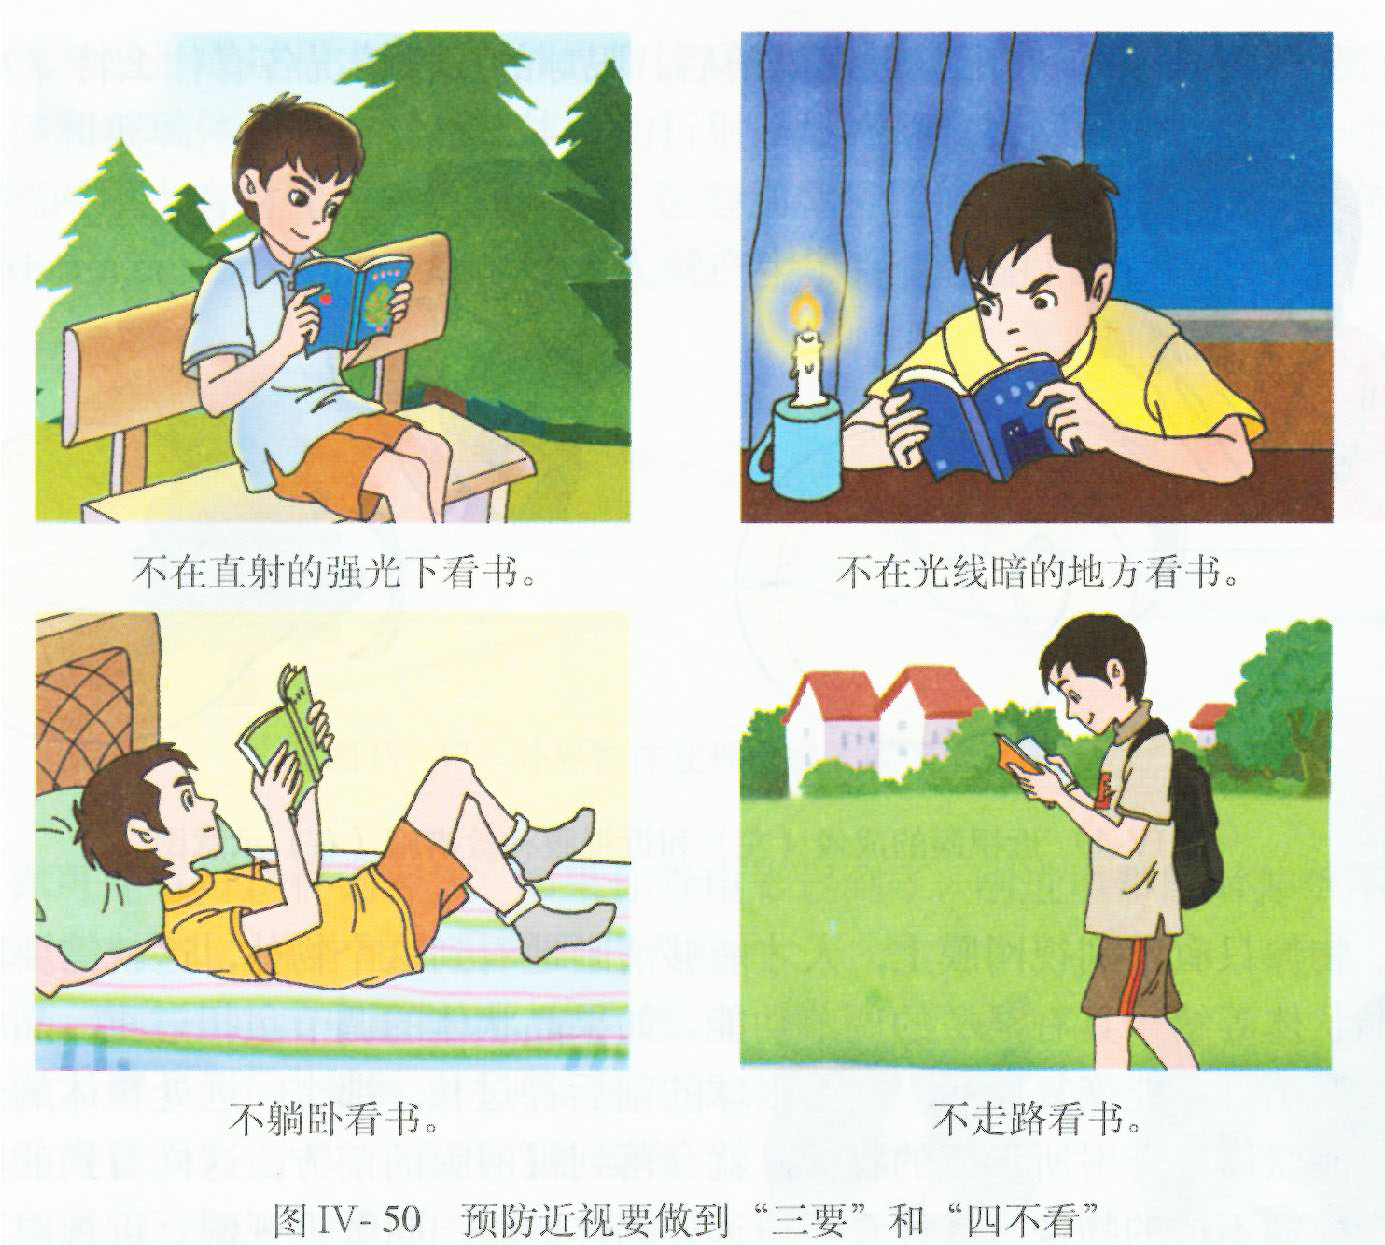 不在直射的强光下看书。
不在光线暗的地方看书。
不躺卧看书。
不走路看书。
图 IV-50 预防近视要做到“三要”和“四不看”